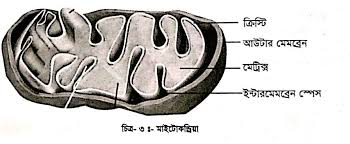 ক্রিস্টি
আউটার মেমব্রেন
মেট্রিক্স
ইন্টারমেমব্রেন স্পেস
চিত্র- ৩ ঃ- মাইটোকন্ড্রিয়া